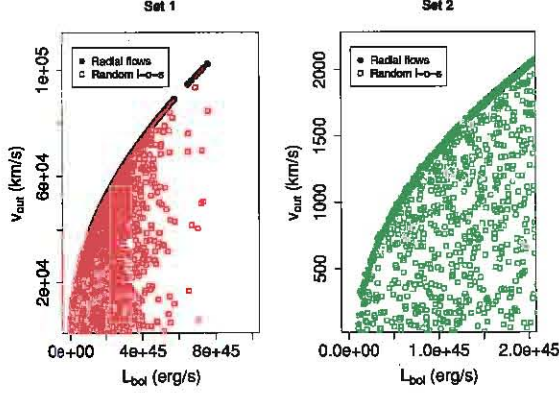 Set 1
Radial flows
Random l-o-s
1e+05
6e+04
2e+04
v_out (km/s)
0e+00 4e+45 8e+45
L_bol (erg/s)
Set 2
Radial flows
Random l-o-s
2000
1500
1000
500
v_out (km/s)
0.0e+00 1.0e+45 2.0e+45
L_bol (erg/s)